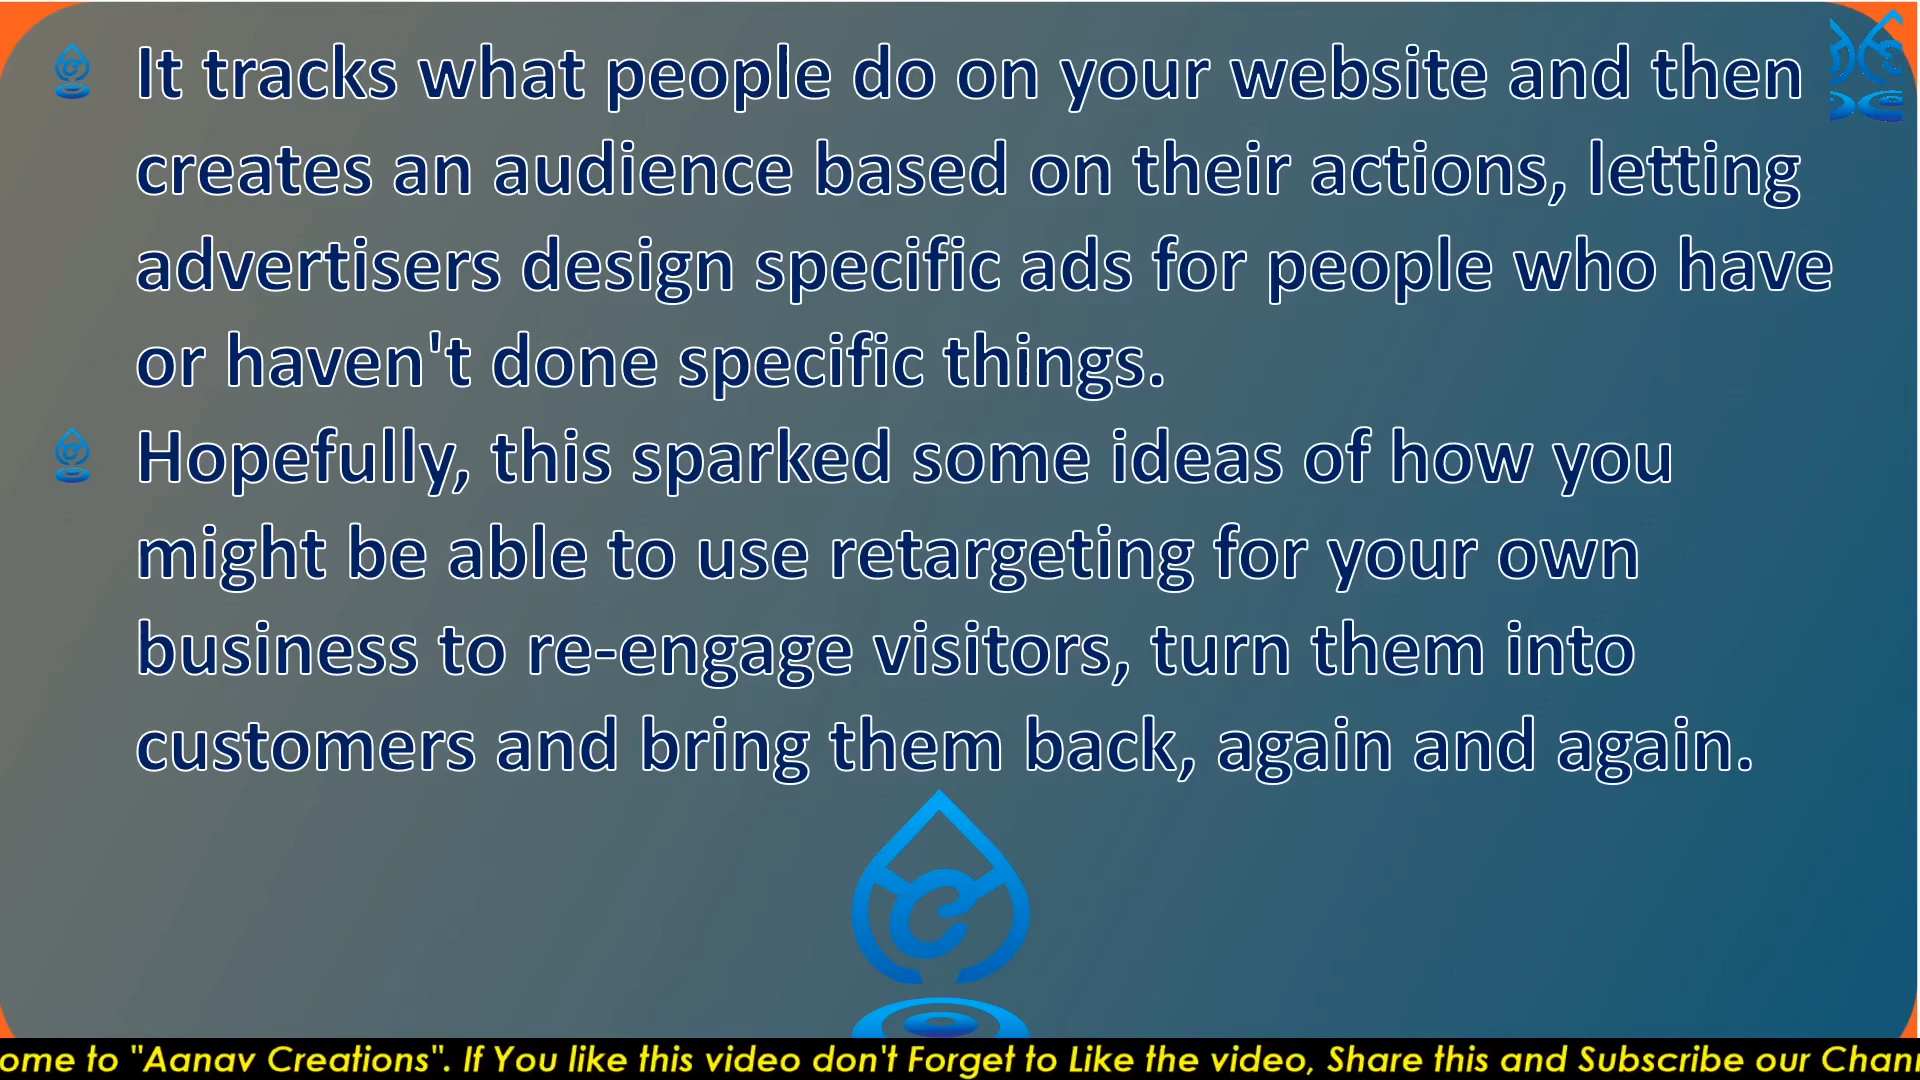 It tracks what people do on your website and then
creates an audience based on their actions, letting
advertisers design specific ads for people who have
or haven't done specific things.
Hopefully, this sparked some ideas of how you
might be able to use retargeting for your own
business to re-engage visitors, turn them into
customers and bring them back, again and again.
to "Aanav Creations". If You like this video don't Forget to Like the video, Share this and Subscribe our